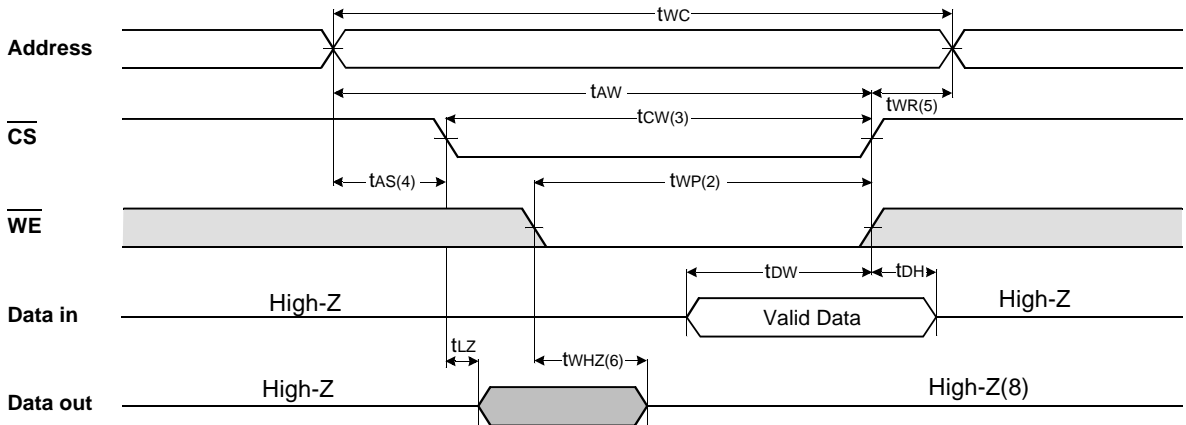 tWC
Address
tAW
tWR(5)
tCW(3)
CS
tAS(4)
tWP(2)
WE
tDW
tDH
High-Z
High-Z
Data in
Valid Data
tLZ
tWHZ(6)
High-Z
High-Z(8)
Data out